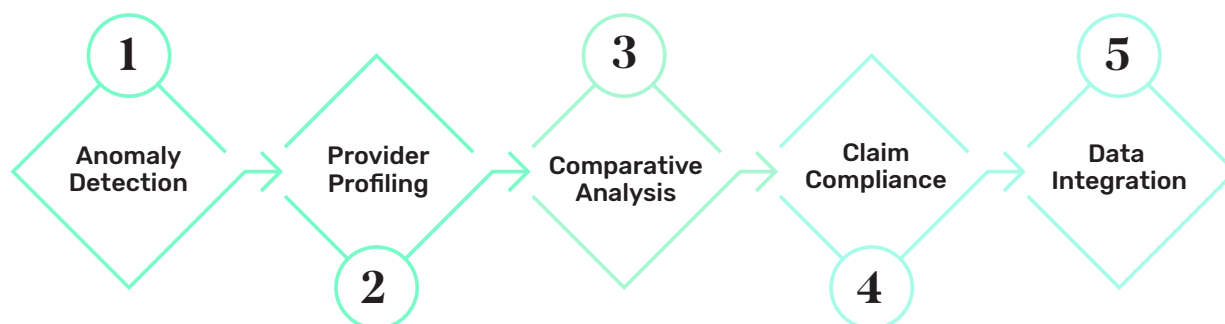 1
Anomaly
Detection
2
Provider
Profiling
3
Comparative
Analysis
4
Claim
Compliance
5
Data
Integration